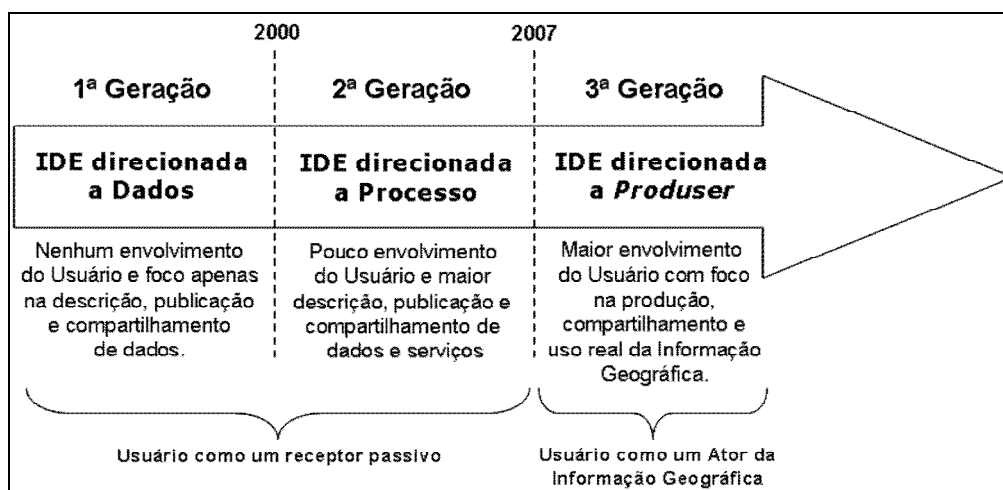 2000
2007
1ª Geração
2ª Geração
3ª Geração
IDE direcionada
a Dados
IDE direcionada
a Processo
IDE direcionada
a Produser
Nenhum envolvimento
do Usuário e foco apenas
na descrição, publicação
e compartilhamento
de dados.
Pouco envolvimento
do Usuário e maior
descrição, publicação e
compartilhamento de
dados e serviços
Maior envolvimento
do Usuário com foco
na produção,
compartilhamento e
uso real da Informação
Geográfica.
Usuário como um receptor passivo
Usuário como um Ator da
Informação Geográfica